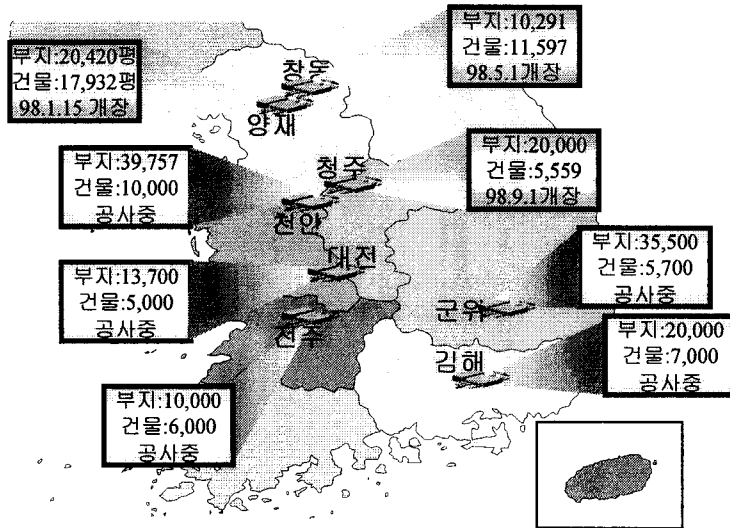 부지:20,420평
건물:17,932평
98.1.15 개장
부지:10,291
건물:11,597
98.5.1개장
창동
양재
부지:39,757
건물:10,000
공사중
청주
부지:20,000
건물:5,559
98.9.1개장
천안
대전
부지:13,700
건물:5,000
공사중
부지:35,500
건물:5,700
공사중
군위
전주
김해
부지:20,000
건물:7,000
공사중
부지:10,000
건물:6,000
공사중